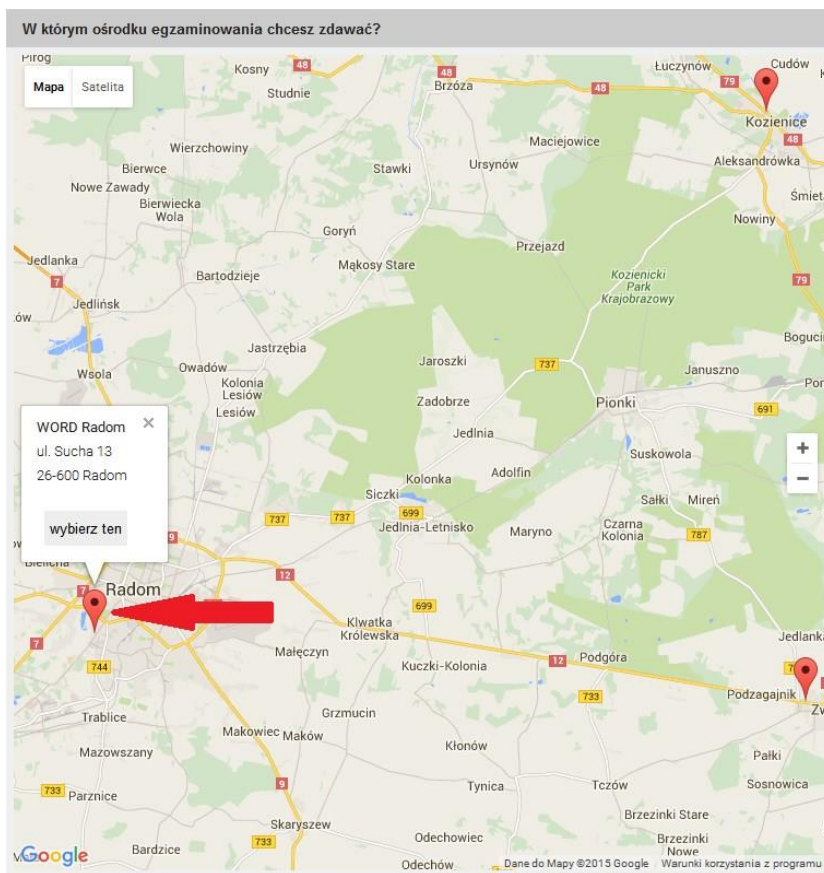 W którym ośrodku egzaminowania chcesz zdawać?
Mapa Satelita
Kosny
48
Studnie
48
Brzóza
48
Łuczynów
79
Cudów
Kozienice
48
Aleksandrówka
Wierzchowiny
Maciejowice
Bierwce
Stawki
Ursynów
Nowe Zawady
Bierwiecka
Wola
Nowiny
Goryń
Przejazd
Jedlanka
Mąkosy Stare
7
Bartodzieje
Kozienicki
Park
Krajobrazowy
79
Jedlińsk
Jastrzębia
Wsola
Owadów
Jaroszki
737
Januszno
Kolonia
Lesiów
Lesiów
Zadobrze
Pionki
691
WORD Radom ×
ul. Sucha 13
26-600 Radom
wybierz ten
Jedlnia
Suskowola
+
−
Kolonka
Adolfin
Siczki
Sałki
Mireń
737
737
699
Jedlnia-Letnisko
Maryno
Czarna
Kolonia
787
9
12
7
Radom
699
Klwatka
Królewska
7
Małęczyn
744
Kuczki-Kolonia
12
Podgóra
733
Podzagajnik
Trablice
Grzmucin
Makowiec
Maków
Mazowszany
Kłonów
Pałki
9
733
Parznice
Tynica
Tczów
Sosnowica
Skaryszew
Brzezinki Stare
733
Bardzice
Odechowiec
Brzezinki
Nowe
Google
Odechów
Dane do Mapy ©2015 Google
Warunki korzystania z programu